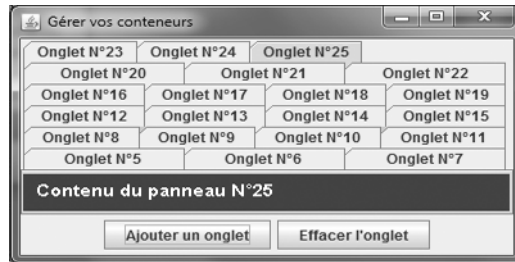 Gérer vos conteneurs
Onglet N°23 Onglet N°24 Onglet N°25
Onglet N°20 Onglet N°21 Onglet N°22
Onglet N°16 Onglet N°17 Onglet N°18 Onglet N°19
Onglet N°12 Onglet N°13 Onglet N°14 Onglet N°15
Onglet N°8 Onglet N°9 Onglet N°10 Onglet N°11
Onglet N°5 Onglet N°6 Onglet N°7
Contenu du panneau N°25
Ajouter un onglet Effacer l'onglet